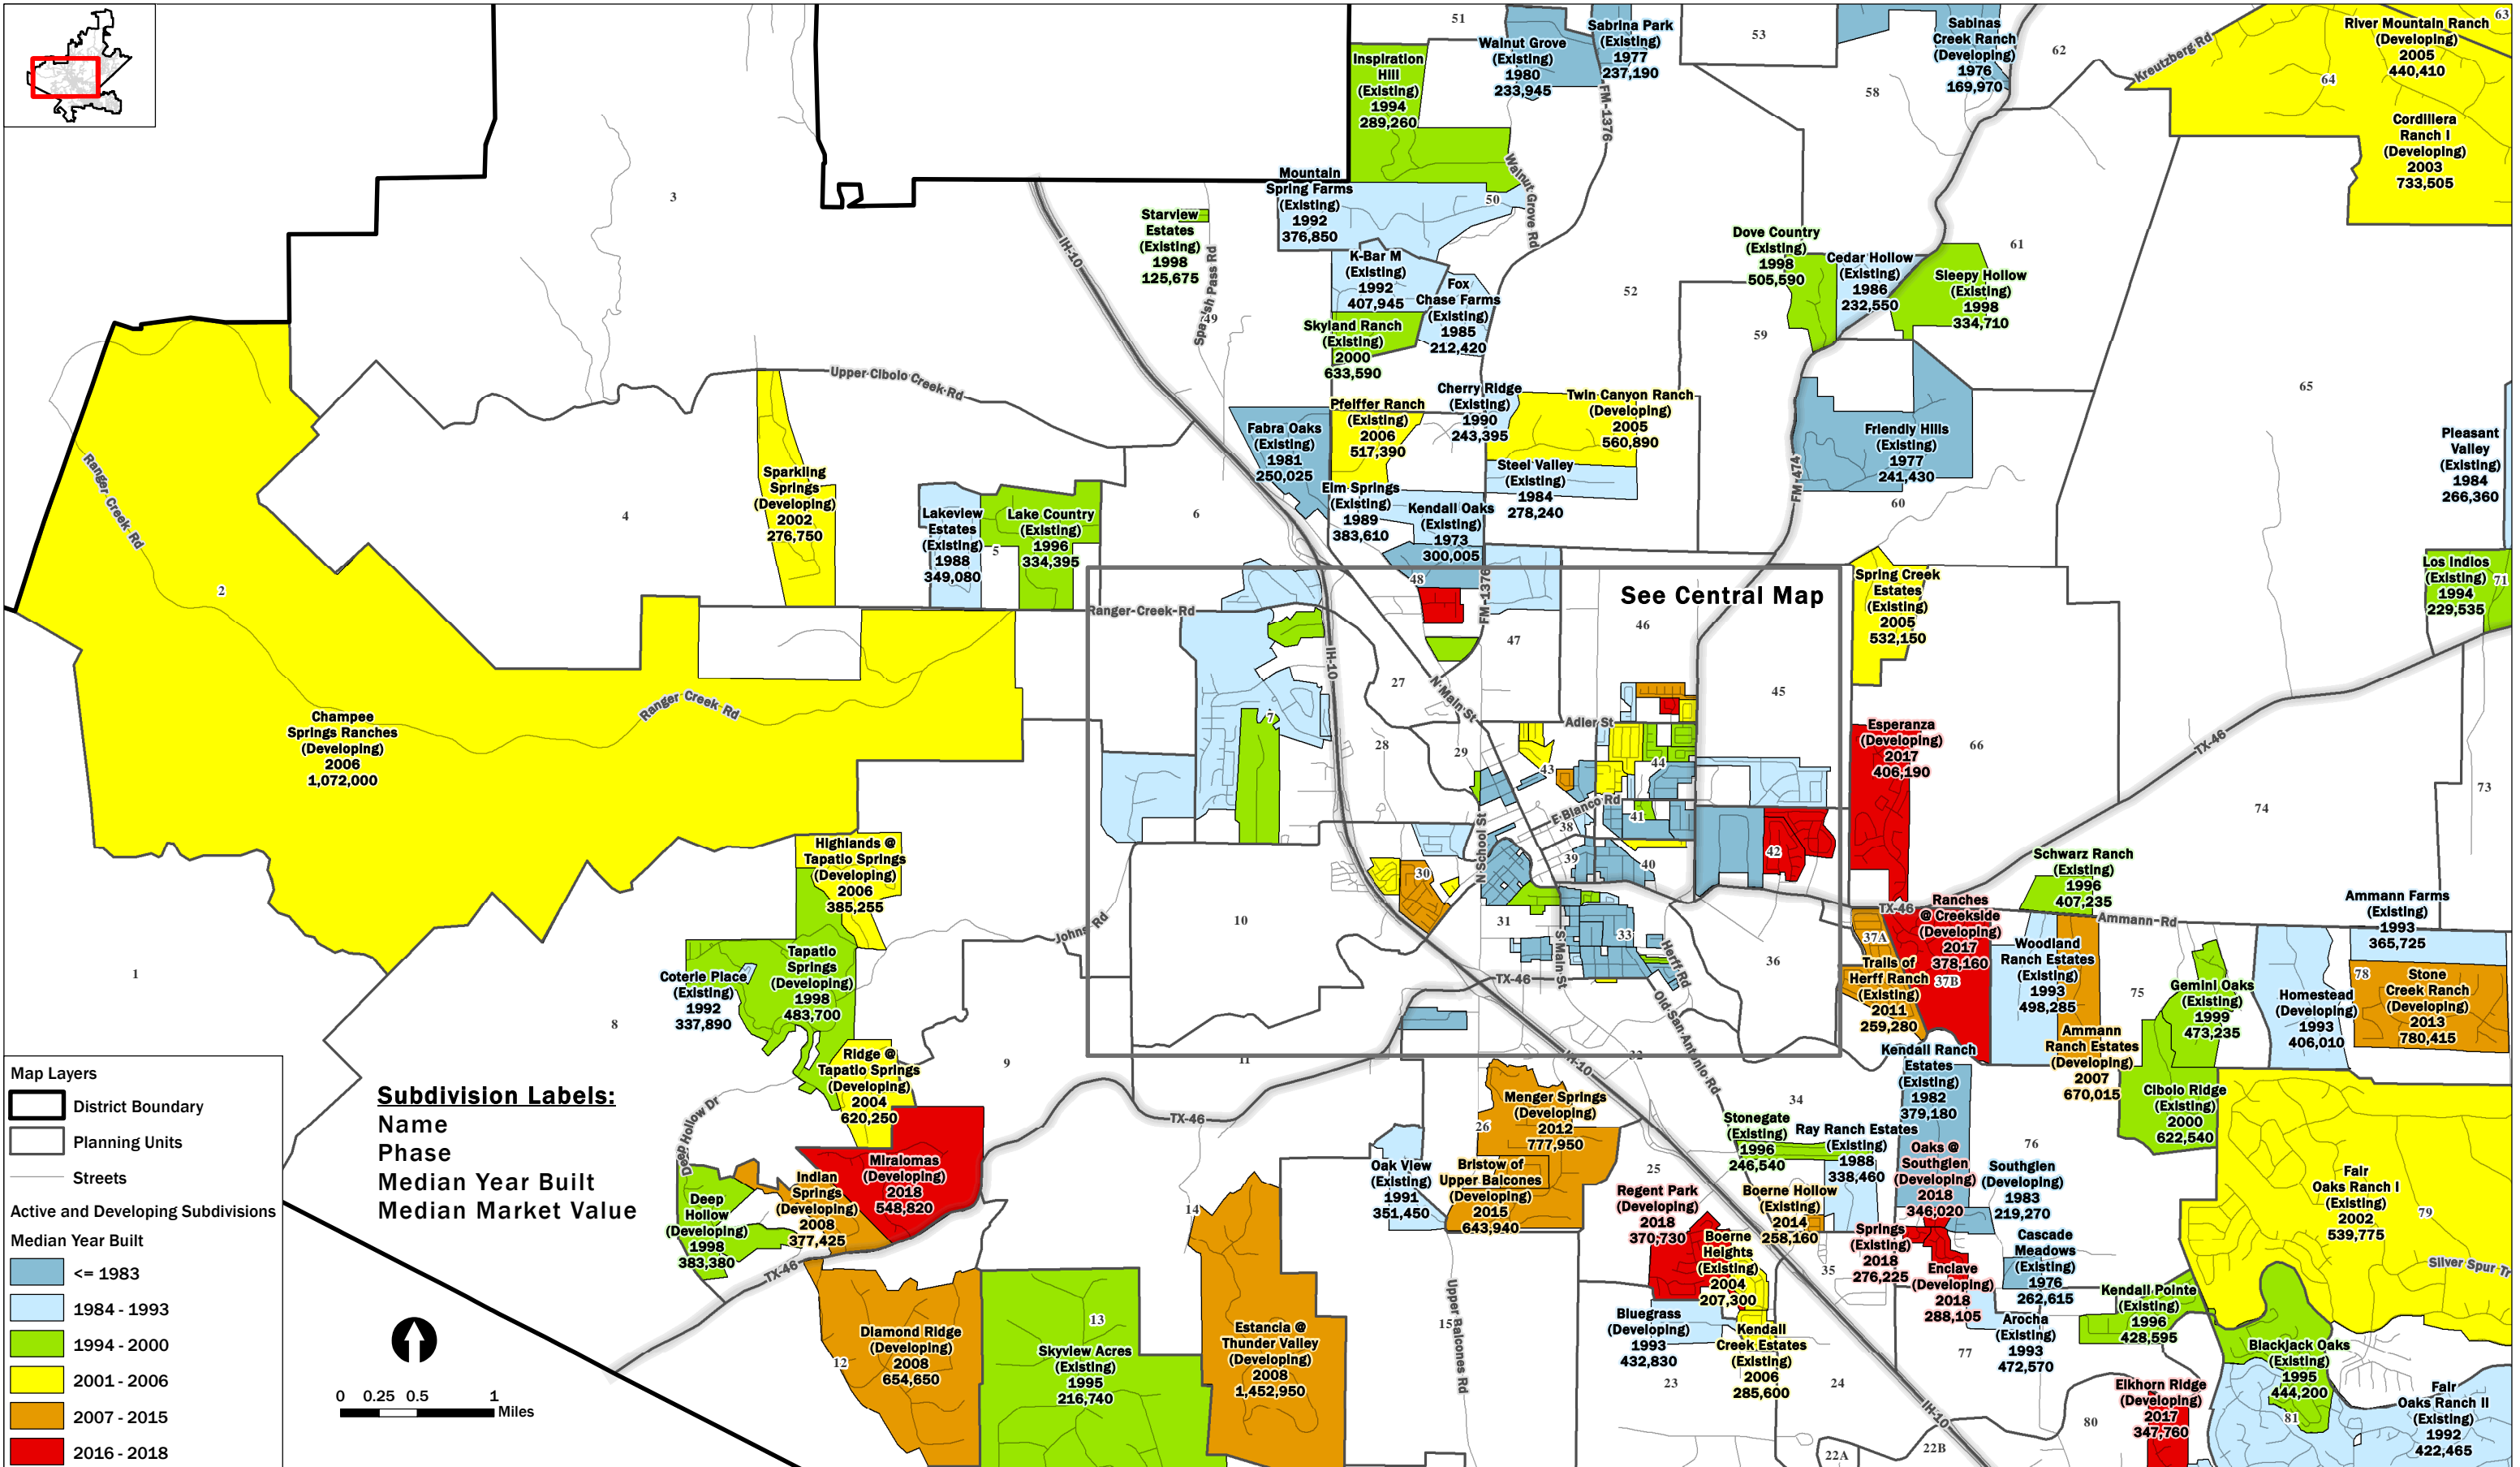 51
53
62
63
58
64
3
50
61
52
49
59
65
6
4
5
60
48
71
2
46
47
27
45
7
28
29
66
43
44
73
74
38
41
42
39
40
30
10
31
33
37A
36
37B
1
8
78
75
9
11
32
34
26
76
25
14
79
35
13
15
12
77
23
24
80
81
22A
22B
Inspiration
Hill
(Existing)
1994
289,260
Walnut Grove
(Existing)
1980
233,945
Sabrina Park
(Existing)
1977
237,190
Sabinas
Creek Ranch
(Developing)
1976
169,970
River Mountain Ranch
(Developing)
2005
440,410
Cordillera
Ranch I
(Developing)
2003
733,505
Mountain
Spring Farms
(Existing)
1992
376,850
Starview
Estates
(Existing)
1998
125,675
K-Bar M
(Existing)
1992
407,945
Fox
Chase Farms
(Existing)
1985
212,420
Skyland Ranch
(Existing)
2000
633,590
Dove Country
(Existing)
1998
505,590
Cedar Hollow
(Existing)
1986
232,550
Sleepy Hollow
(Existing)
1998
334,710
Fabra Oaks
(Existing)
1981
250,025
Pfeiffer Ranch
(Existing)
2006
517,390
Cherry Ridge
(Existing)
1990
243,395
Twin Canyon Ranch
(Developing)
2005
560,890
Steel Valley
(Existing)
1984
278,240
Elm Springs
(Existing)
1989
383,610
Kendall Oaks
(Existing)
1973
300,005
Friendly Hills
(Existing)
1977
241,430
Pleasant
Valley
(Existing)
1984
266,360
Los Indios
(Existing)
1994
229,535
Sparkling
Springs
(Developing)
2002
276,750
Lakeview
Estates
(Existing)
1988
349,080
Lake Country
(Existing)
1996
334,395
Spring Creek
Estates
(Existing)
2005
532,150
See Central Map
Champee
Springs Ranches
(Developing)
2006
1,072,000
Esperanza
(Developing)
2017
406,190
Highlands @
Tapatio Springs
(Developing)
2006
385,255
Tapatio
Springs
(Developing)
1998
483,700
Coterie Place
(Existing)
1992
337,890
Ridge @
Tapatio Springs
(Developing)
2004
620,250
Schwarz Ranch
(Existing)
1996
407,235
Ranches
@ Creekside
(Developing)
2017
378,160
Trails of
Herff Ranch
(Existing)
2011
259,280
Woodland
Ranch Estates
(Existing)
1993
498,285
Ammann
Ranch Estates
(Developing)
2007
670,015
Ammann Farms
(Existing)
1993
365,725
Gemini Oaks
(Existing)
1999
473,235
Homestead
(Developing)
1993
406,010
Stone
Creek Ranch
(Developing)
2013
780,415
Kendall Ranch
Estates
(Existing)
1982
379,180
Cibolo Ridge
(Existing)
2000
622,540
Miralomas
(Developing)
2018
548,820
Indian
Springs
(Developing)
2008
377,425
Deep
Hollow
(Developing)
1998
383,380
Menger Springs
(Developing)
2012
777,950
Bristow of
Upper Balcones
(Developing)
2015
643,940
Oak View
(Existing)
1991
351,450
Stonegate
(Existing)
1996
246,540
Ray Ranch Estates
(Existing)
1988
338,460
Oaks @
Southglen
(Developing)
2018
346,020
Southglen
(Developing)
1983
219,270
Regent Park
(Developing)
2018
370,730
Boerne Hollow
(Existing)
2014
258,160
Boerne
Heights
(Existing)
2004
207,300
Springs
(Existing)
2018
276,225
Cascade
Meadows
(Existing)
1976
262,615
Enclave
(Developing)
2018
288,105
Bluegrass
(Developing)
1993
432,830
Kendall
Creek Estates
(Existing)
2006
285,600
Arocha
(Existing)
1993
472,570
Kendall Pointe
(Existing)
1996
428,595
Fair
Oaks Ranch I
(Existing)
2002
539,775
Blackjack Oaks
(Existing)
1995
444,200
Elkhorn Ridge
(Developing)
2017
347,760
Fair
Oaks Ranch II
(Existing)
1992
422,465
Diamond Ridge
(Developing)
2008
654,650
Skyview Acres
(Existing)
1995
216,740
Estancia @
Thunder Valley
(Developing)
2008
1,452,950
Kreutzberg Rd
FM-1376
Walnut Grove Rd
IH-10
Spanish Pass Rd
Upper Cibolo Creek Rd
FM-474
Ranger Creek Rd
Ranger-Creek-Rd
Ranger Creek Rd
FM-1376
IH-10
N Main St
Adler St
TX-46
E Blanco Rd
N School St
Johns Rd
TX-46
Ammann-Rd
S Main St
Herff Rd
TX-46
Old San Antonio Rd
IH-10
TX-46
Deep Hollow Dr
TX-46
Upper Balcones Rd
Silver Spur Tr
IH-10
Subdivision Labels:
Name
Phase
Median Year Built
Median Market Value
0 0.25 0.5 1
Miles
Map Layers
District Boundary
Planning Units
Streets
Active and Developing Subdivisions
Median Year Built
<= 1983
1984 - 1993
1994 - 2000
2001 - 2006
2007 - 2015
2016 - 2018